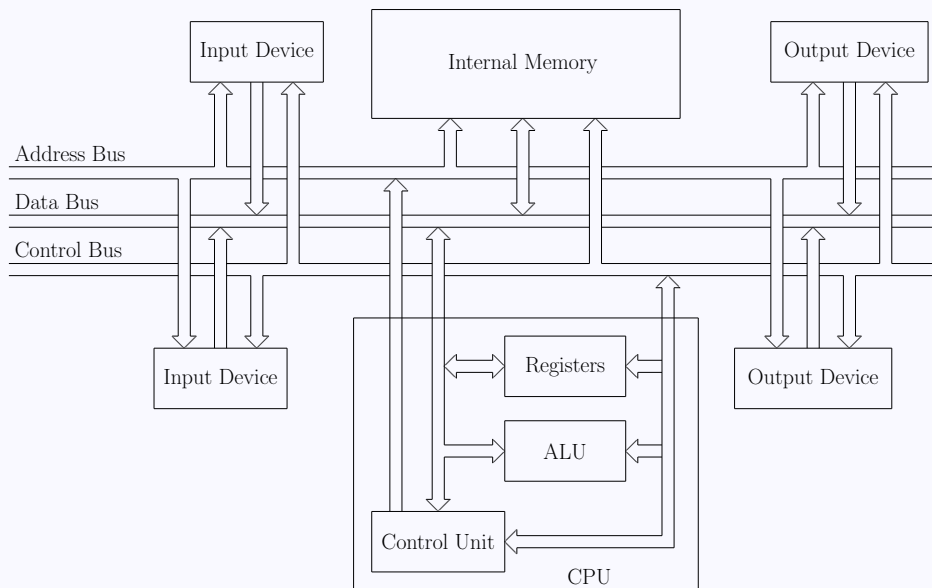 Input Device
Internal Memory
Output Device
Address Bus
Data Bus
Control Bus
Input Device
Registers
Output Device
ALU
Control Unit
CPU